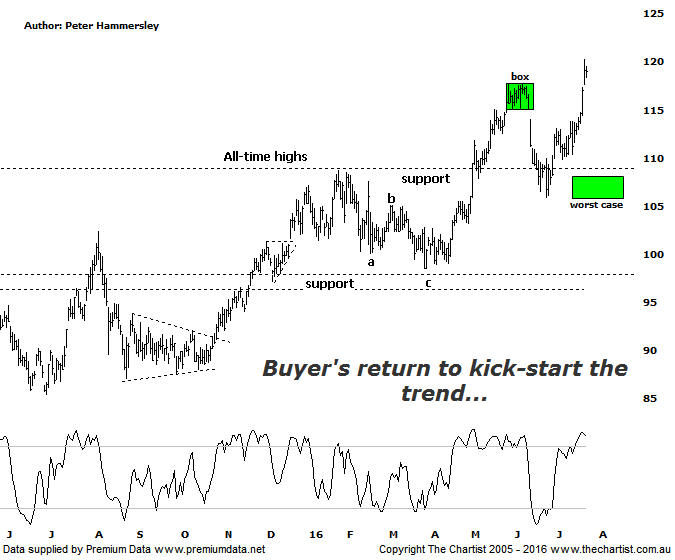 Author: Peter Hammersley
125
120
box
115
All-time highs
110
support
worst case
b
105
a
100
c
support
95
90
Buyer's return to kick-start the
trend...
85
J J A S O N D 16 F M A M J J A
Data supplied by Premium Data www.premiumdata.net
Copyright The Chartist 2005 - 2016 www.thechartist.com.au